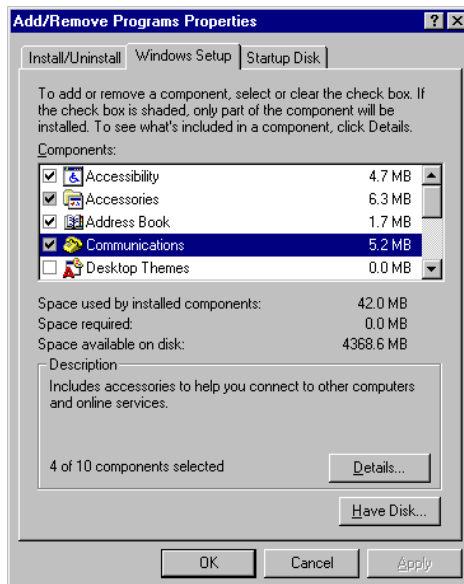 Add/Remove Programs Properties
Install/Uninstall Windows Setup Startup Disk
To add or remove a component, select or clear the check box. If
the check box is shaded, only part of the component will be
installed. To see what's included in a component, click Details.
Components:
Accessibility 4.7 MB
Accessories 6.3 MB
Address Book 1.7 MB
Communications 5.2 MB
Desktop Themes 0.0 MB
Space used by installed components: 42.0 MB
Space required: 0.0 MB
Space available on disk: 4368.6 MB
Description
Includes accessories to help you connect to other computers
and online services.
4 of 10 components selected Details...
Have Disk...
OK Cancel Apply